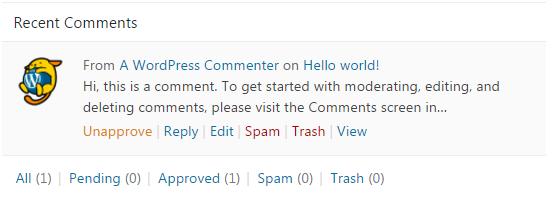 Recent Comments
From A WordPress Commenter on Hello world!
Hi, this is a comment. To get started with moderating, editing, and
deleting comments, please visit the Comments screen in...
Unapprove | Reply | Edit | Spam | Trash | View
All (1) | Pending (0) | Approved (1) | Spam (0) | Trash (0)